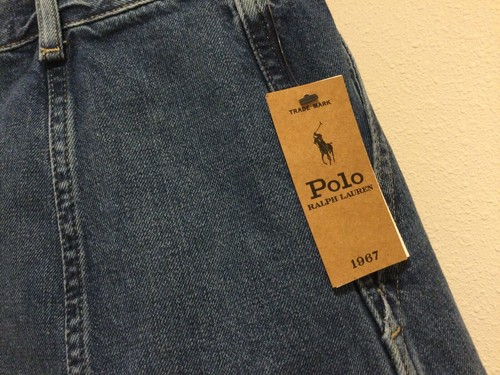 TRADE MARK
Polo
RALPH LAUREN
1967